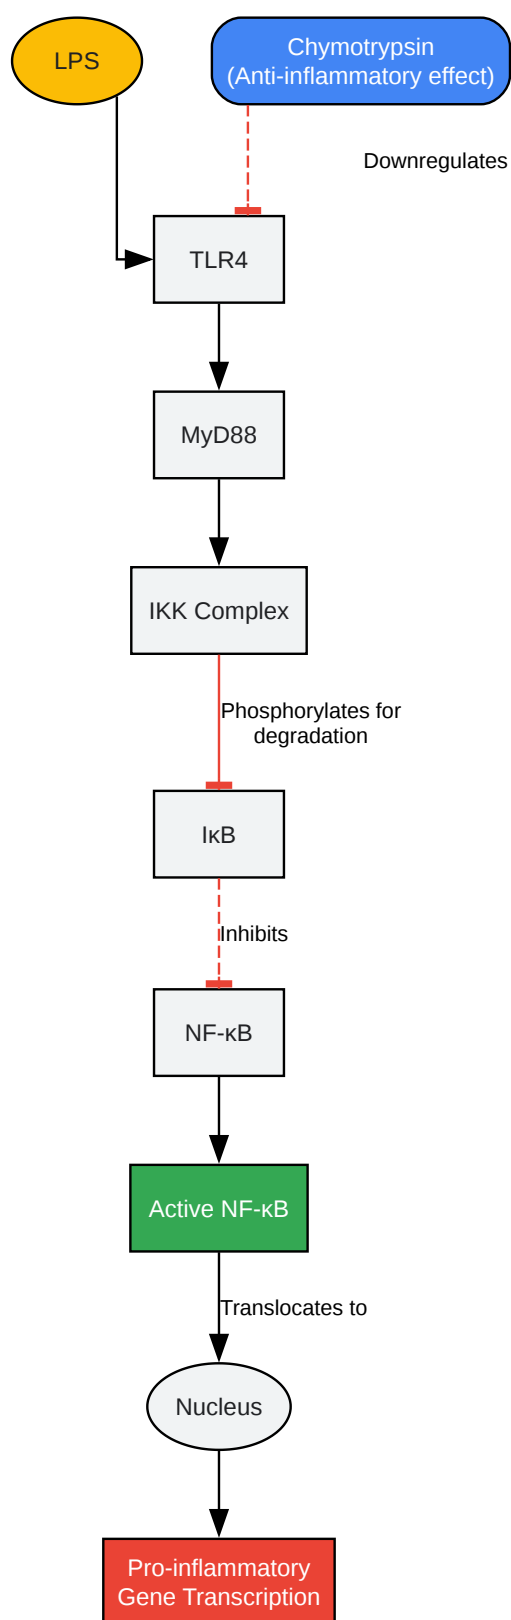 LPS
Chymotrypsin
(Anti-inflammatory effect)
Downregulates
TLR4
MyD88
IKK Complex
Phosphorylates for
degradation
IκB
Inhibits
NF-κB
Active NF-κB
Translocates to
Nucleus
Pro-inflammatory
Gene Transcription